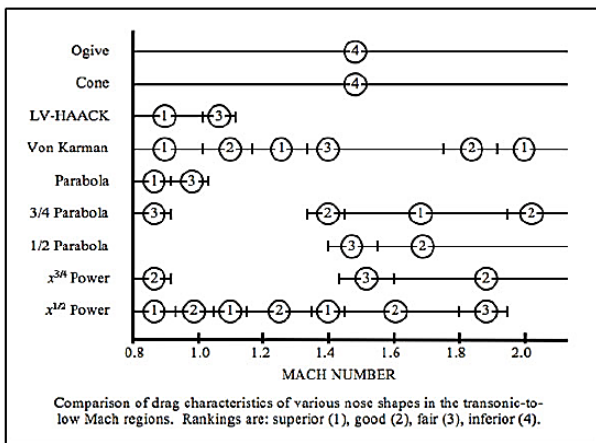 Ogive 4
Cone 4
LV-HAACK 1 3
Von Karman 1 2 1 3 2 1
Parabola 1 3
3/4 Parabola 3 2 1 2
1/2 Parabola 3 2
x^3/4 Power 2 3 2
x^1/2 Power 1 2 1 2 1 2 3
0.8 1.0 1.2 1.4 1.6 1.8 2.0
MACH NUMBER
Comparison of drag characteristics of various nose shapes in the transonic-to-
low Mach regions. Rankings are: superior (1), good (2), fair (3), inferior (4).